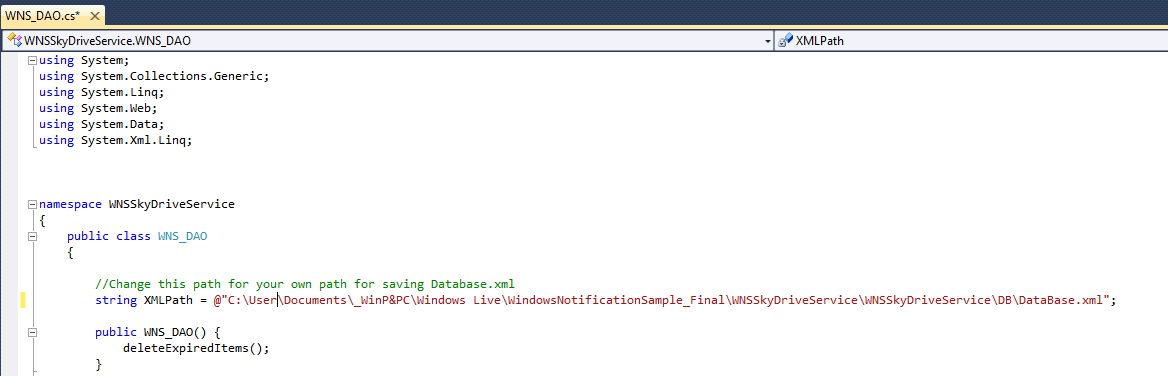 WNS_DAO.cs*
WNSSkyDriveService.WNS_DAO XMLPath
using System;
using System.Collections.Generic;
using System.Linq;
using System.Web;
using System.Data;
using System.Xml.Linq;
namespace WNSSkyDriveService
{
public class WNS_DAO
{
//Change this path for your own path for saving Database.xml
string XMLPath = @"C:\User\Documents\_WinP&PC\Windows Live\WindowsNotificationSample_Final\WNSSkyDriveService\WNSSkyDriveService\DB\DataBase.xml";
public WNS_DAO() {
deleteExpiredItems();
}